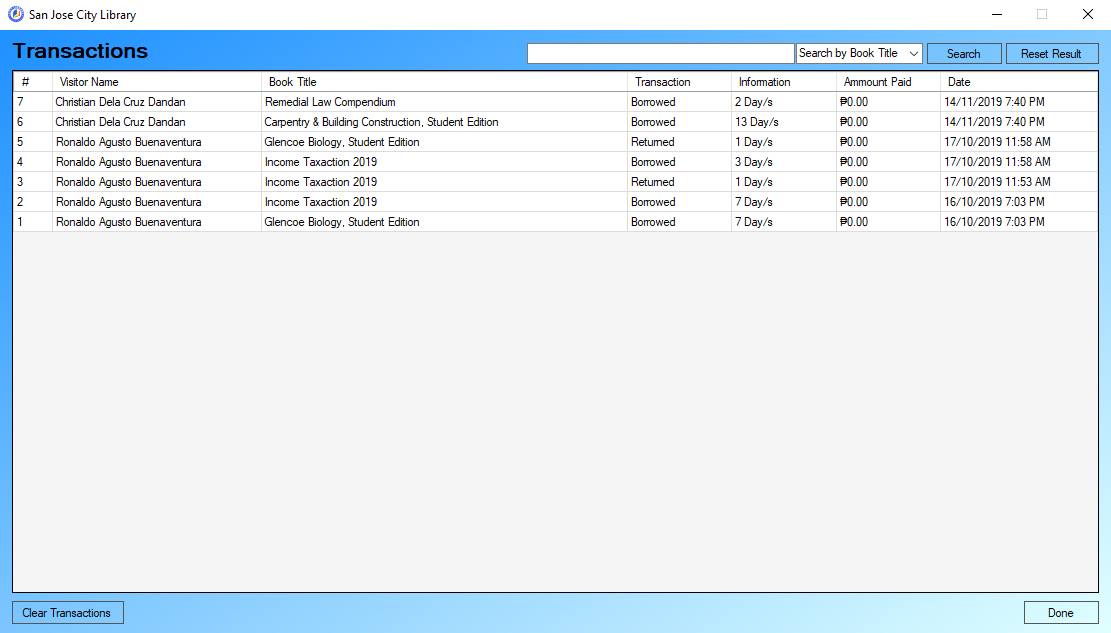 San Jose City Library
Transactions
Search by Book Title Search Reset Result
# Visitor Name Book Title Transaction Information Ammount Paid Date
7 Christian Dela Cruz Dandan Remedial Law Compendium Borrowed 2 Day/s ₱0.00 14/11/2019 7:40 PM
6 Christian Dela Cruz Dandan Carpentry & Building Construction, Student Edition Borrowed 13 Day/s ₱0.00 14/11/2019 7:40 PM
5 Ronaldo Agusto Buenaventura Glencoe Biology, Student Edition Returned 1 Day/s ₱0.00 17/10/2019 11:58 AM
4 Ronaldo Agusto Buenaventura Income Taxaction 2019 Borrowed 3 Day/s ₱0.00 17/10/2019 11:58 AM
3 Ronaldo Agusto Buenaventura Income Taxaction 2019 Returned 1 Day/s ₱0.00 17/10/2019 11:53 AM
2 Ronaldo Agusto Buenaventura Income Taxaction 2019 Borrowed 7 Day/s ₱0.00 16/10/2019 7:03 PM
1 Ronaldo Agusto Buenaventura Glencoe Biology, Student Edition Borrowed 7 Day/s ₱0.00 16/10/2019 7:03 PM
Clear Transactions Done